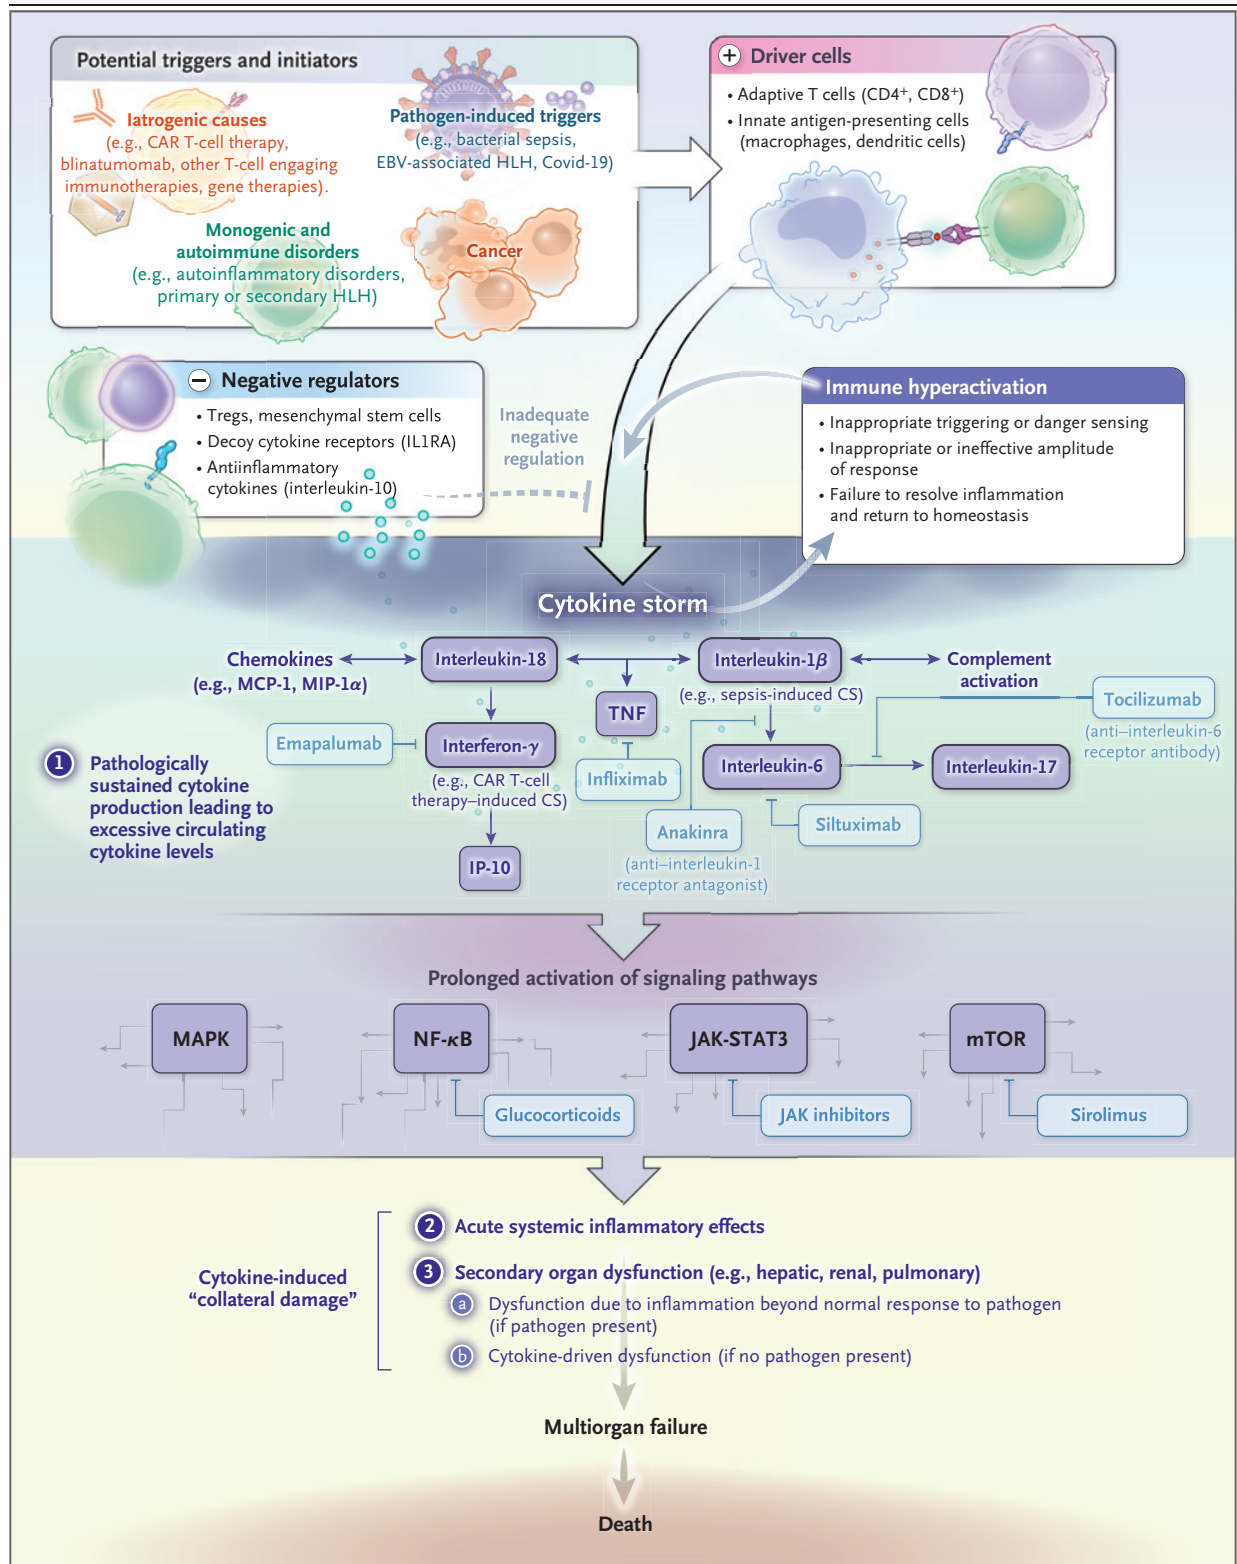 Potential triggers and initiators
Iatrogenic causes
(e.g., CAR T-cell therapy,
blinatumomab, other T-cell engaging
immunotherapies, gene therapies).
Pathogen-induced triggers
(e.g., bacterial sepsis,
EBV-associated HLH, Covid-19)
Monogenic and
autoimmune disorders
(e.g., autoinflammatory disorders,
primary or secondary HLH)
Cancer
+ Driver cells
• Adaptive T cells (CD4⁺, CD8⁺)
• Innate antigen-presenting cells
(macrophages, dendritic cells)
− Negative regulators
• Tregs, mesenchymal stem cells
• Decoy cytokine receptors (IL1RA)
• Antiinflammatory
cytokines (interleukin-10)
Inadequate
negative
regulation
Immune hyperactivation
• Inappropriate triggering or danger sensing
• Inappropriate or ineffective amplitude
of response
• Failure to resolve inflammation
and return to homeostasis
Cytokine storm
Chemokines
(e.g., MCP-1, MIP-1α)
Interleukin-18
Interleukin-1β
(e.g., sepsis-induced CS)
Complement
activation
TNF
Tocilizumab
(anti–interleukin-6
receptor antibody)
Emapalumab
Interferon-γ
(e.g., CAR T-cell
therapy–induced CS)
Infliximab
Interleukin-6
Interleukin-17
1 Pathologically
sustained cytokine
production leading to
excessive circulating
cytokine levels
Anakinra
(anti–interleukin-1
receptor antagonist)
Siltuximab
IP-10
Prolonged activation of signaling pathways
MAPK
NF-κB
JAK-STAT3
mTOR
Glucocorticoids
JAK inhibitors
Sirolimus
Cytokine-induced
“collateral damage”
2 Acute systemic inflammatory effects
3 Secondary organ dysfunction (e.g., hepatic, renal, pulmonary)
a Dysfunction due to inflammation beyond normal response to pathogen
(if pathogen present)
b Cytokine-driven dysfunction (if no pathogen present)
Multiorgan failure
Death